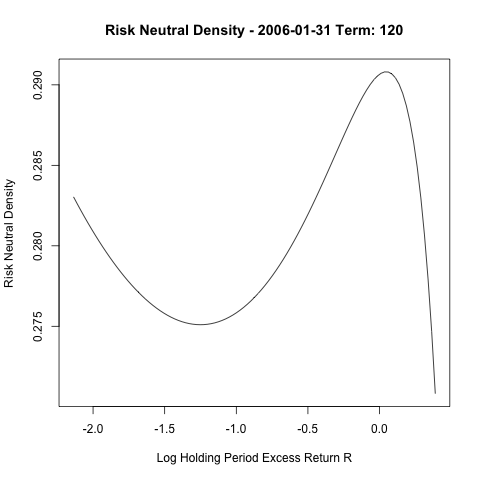 Risk Neutral Density - 2006-01-31 Term: 120
Risk Neutral Density
0.290
0.285
0.280
0.275
-2.0 -1.5 -1.0 -0.5 0.0
Log Holding Period Excess Return R